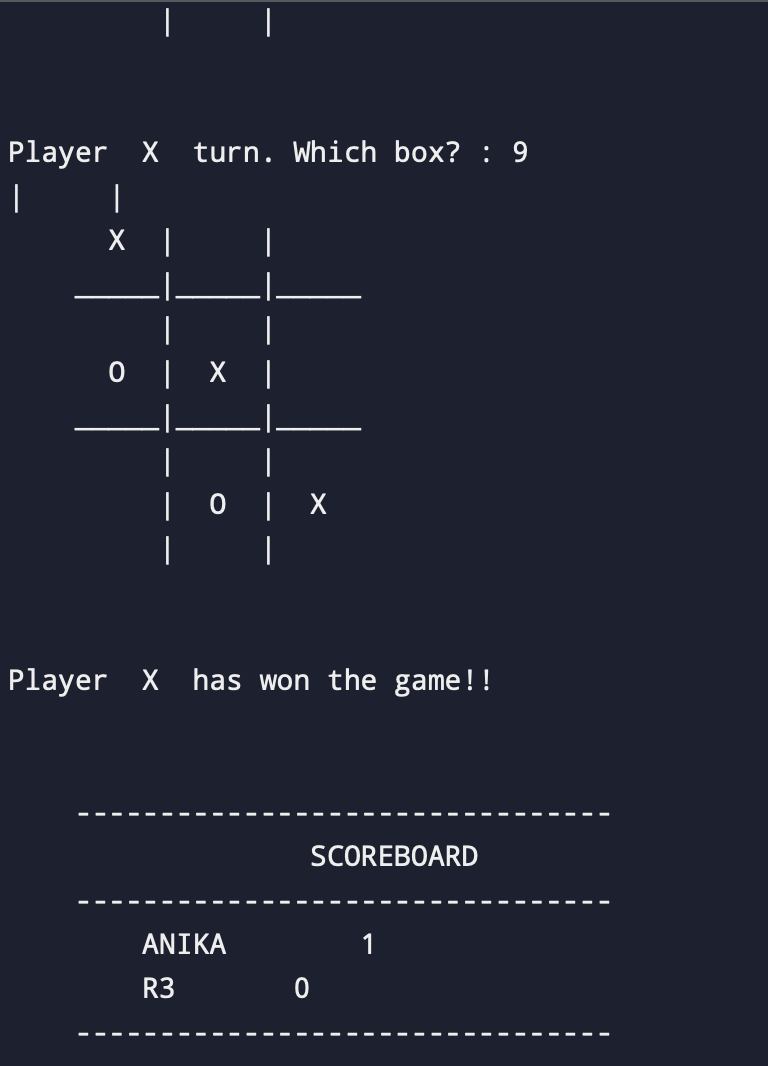 |     |
Player  X  turn. Which box? : 9
|     |
      X  |     |
    _____|_____|_____
         |     |
      O  |  X  |
    _____|_____|_____
         |     |
         |  O  |  X
         |     |
Player  X  has won the game!!
    --------------------------------
                  SCOREBOARD
    --------------------------------
        ANIKA        1
        R3       0
    --------------------------------